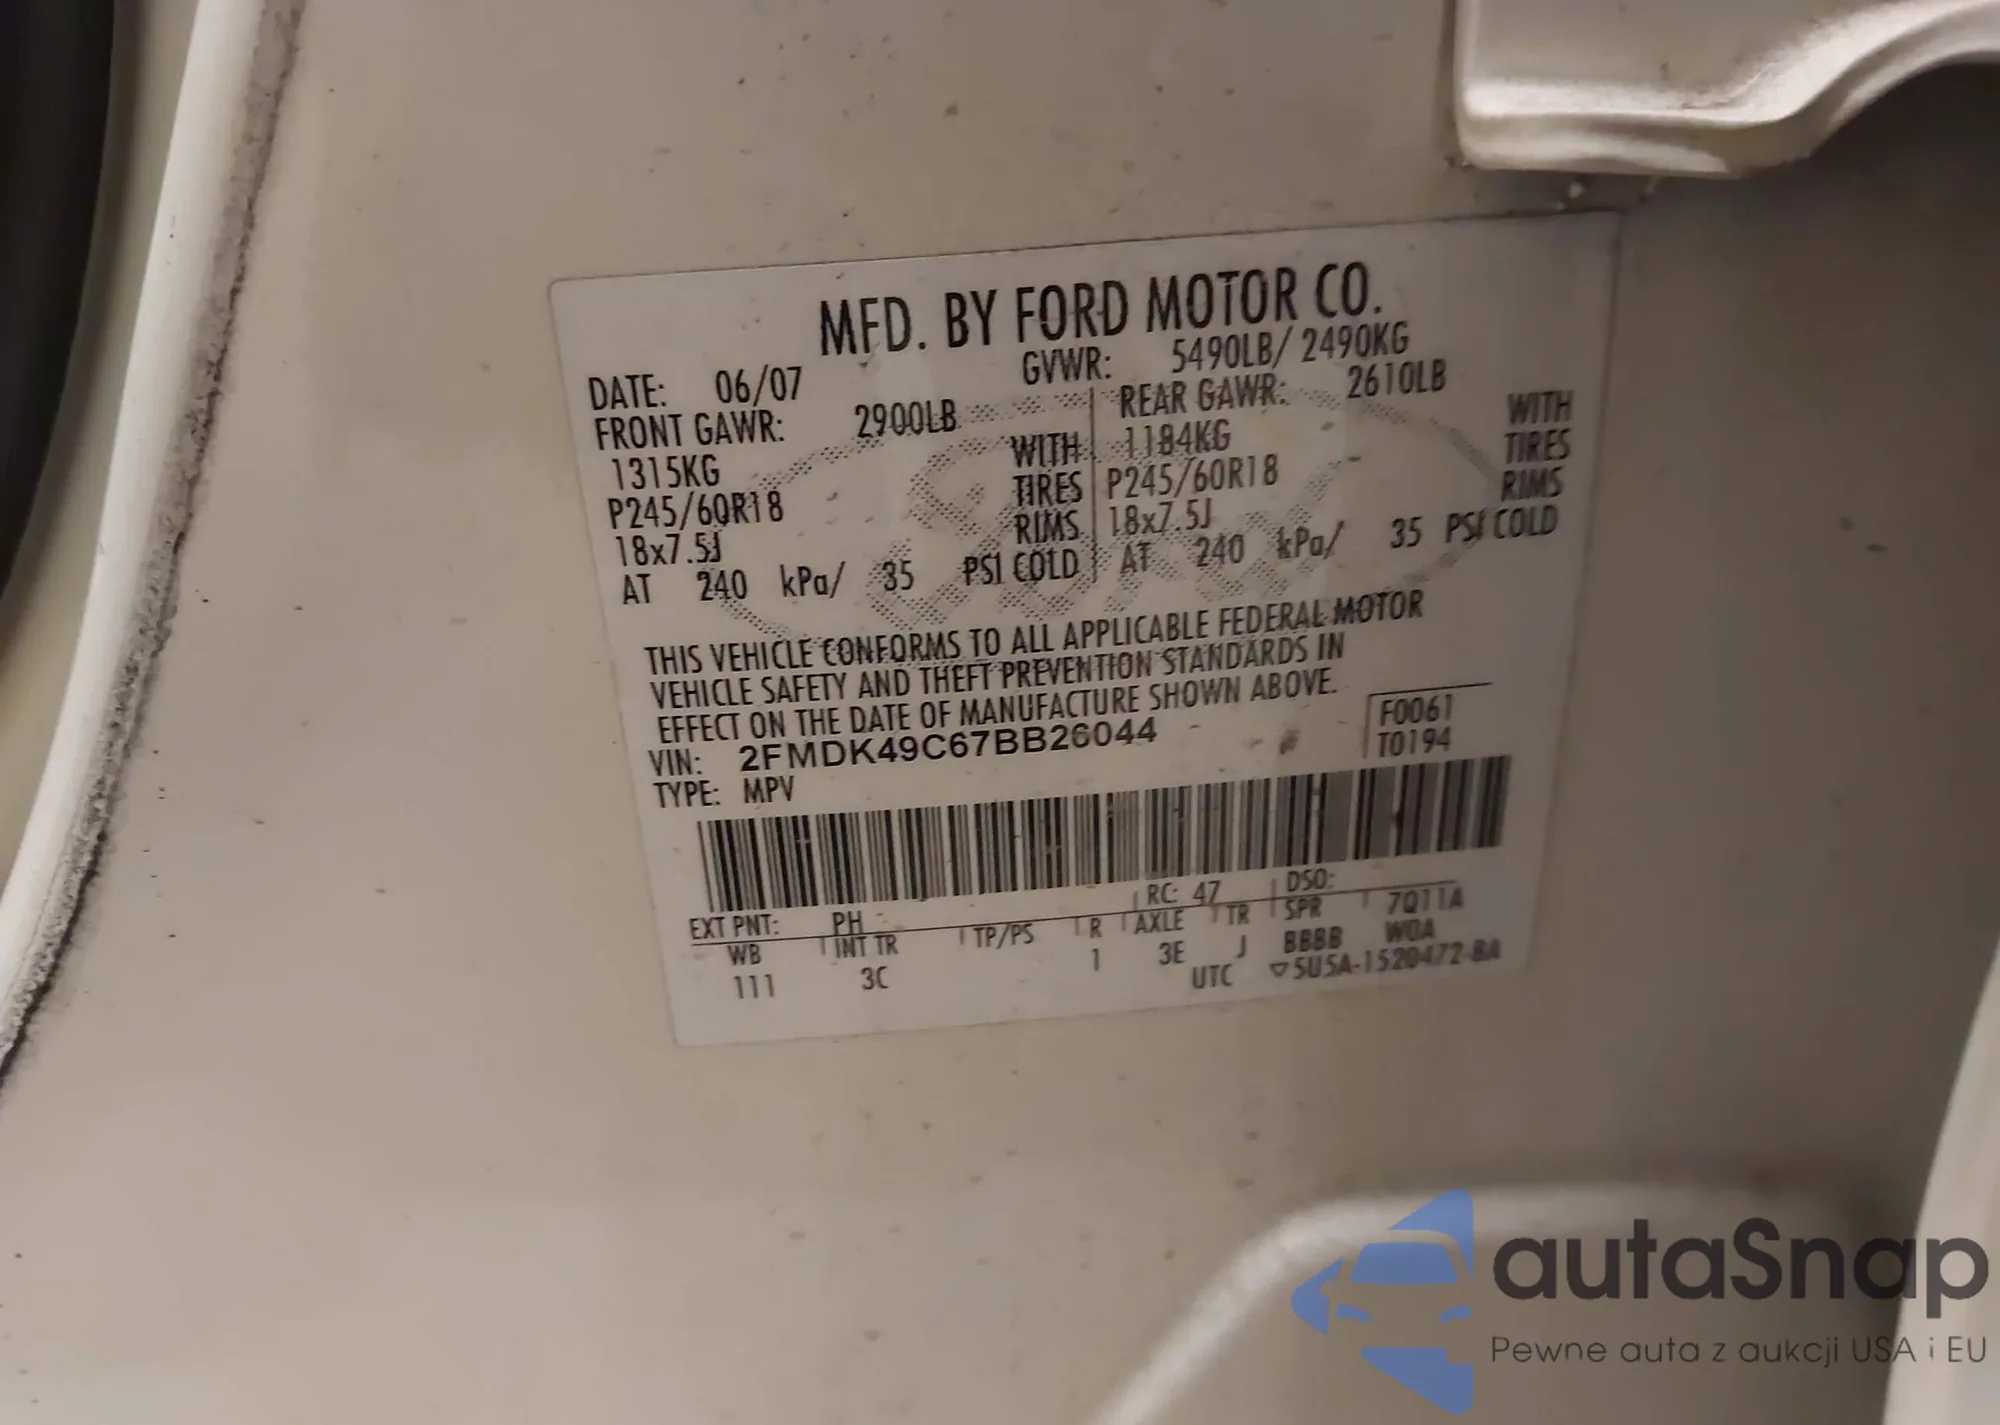 MFD. BY FORD MOTOR CO.
DATE: 06/07 GVWR: 5490LB/ 2490KG
FRONT GAWR: 2900LB REAR GAWR: 2610LB
1315KG WITH 1184KG WITH
P245/60R18 TIRES P245/60R18 TIRES
18x7.5J RIMS 18x7.5J RIMS
AT 240 kPa/ 35 PSI COLD AT 240 kPa/ 35 PSI COLD
THIS VEHICLE CONFORMS TO ALL APPLICABLE FEDERAL MOTOR
VEHICLE SAFETY AND THEFT PREVENTION STANDARDS IN
EFFECT ON THE DATE OF MANUFACTURE SHOWN ABOVE.
VIN: 2FMDK49C67BB26044 F0061
TYPE: MPV T0194
EXT PNT: PH RC: 47 DSO:
WB INT TR TP/PS R AXLE TR SPR 7Q11A
111 3C 1 3E J BBBB WOA
UTC ▽5U5A-1520472-BA
autaSnap
Pewne auta z aukcji USA i EU